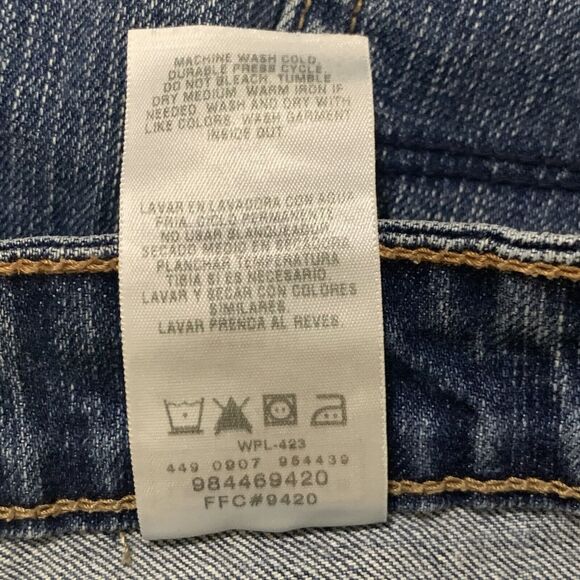 MACHINE WASH COLD,
DURABLE PRESS CYCLE,
DO NOT BLEACH, TUMBLE
DRY MEDIUM. WARM IRON IF
NEEDED. WASH AND DRY WITH
LIKE COLORS. WASH GARMENT
INSIDE OUT
LAVAR EN LAVADORA CON AGUA
FRIA, CICLO PERMANENTE
NO USAR BLANQUEADOR
SECADO MEDIO EN SECADORA
PLANCHAR TEMPERATURA
TIBIA SI ES NECESARIO
LAVAR Y SECAR CON COLORES
SIMILARES.
LAVAR PRENDA AL REVES.
WPL-423
449 0907 954439
984469420
FFC#9420